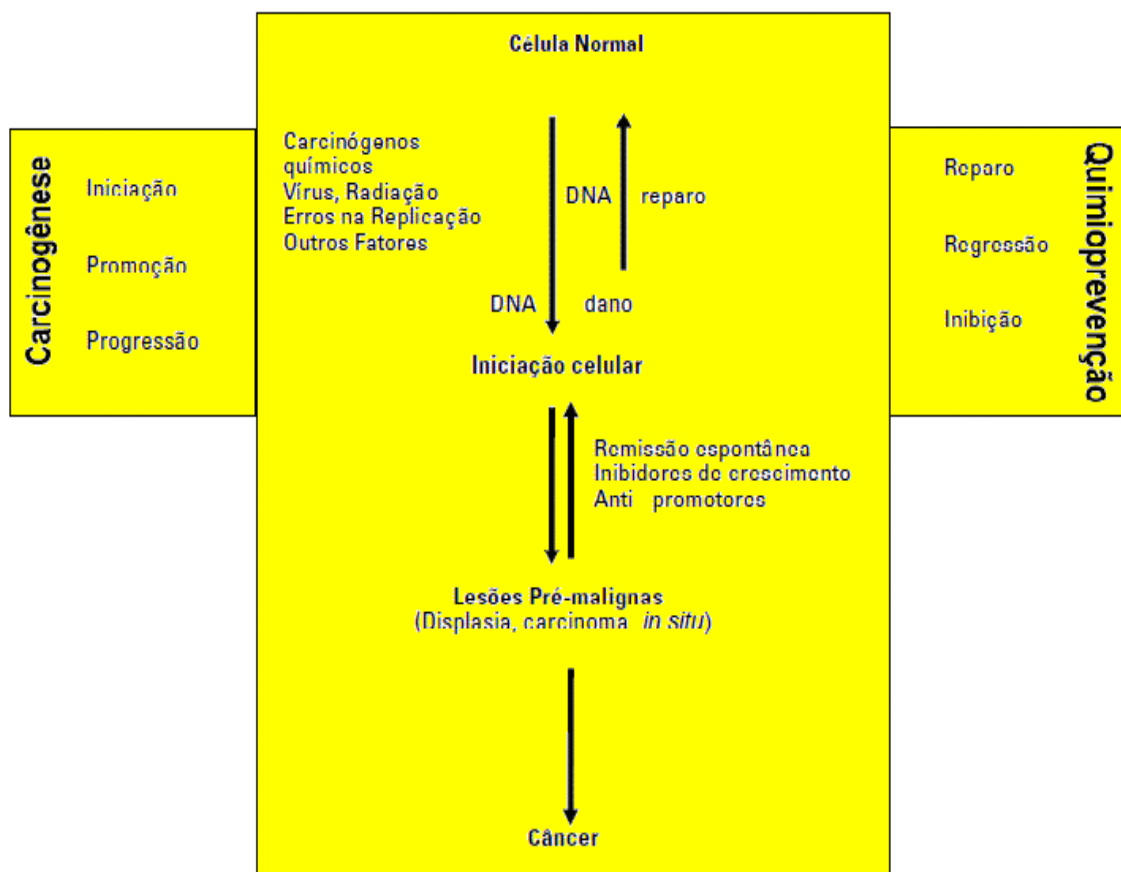 Célula Normal
Carcinogênese
Iniciação
Promoção
Progressão
Carcinógenos
químicos
Vírus, Radiação
Erros na Replicação
Outros Fatores
DNA reparo
DNA dano
Iniciação celular
Remissão espontânea
Inibidores de crescimento
Anti promotores
Lesões Pré-malignas
(Displasia, carcinoma in situ)
Câncer
Reparo
Regressão
Inibição
Quimioprevenção